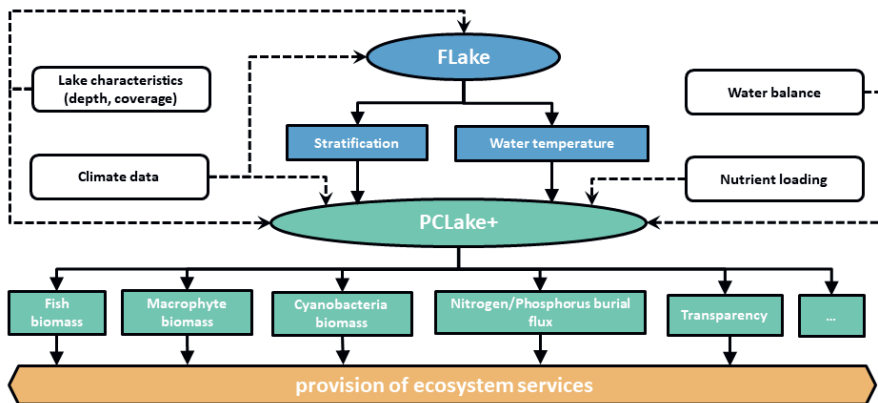 FLake
Lake characteristics
(depth, coverage)
Water balance
Stratification
Water temperature
Climate data
Nutrient loading
PCLake+
Fish
biomass
Macrophyte
biomass
Cyanobacteria
biomass
Nitrogen/Phosphorus burial
flux
Transparency
...
provision of ecosystem services